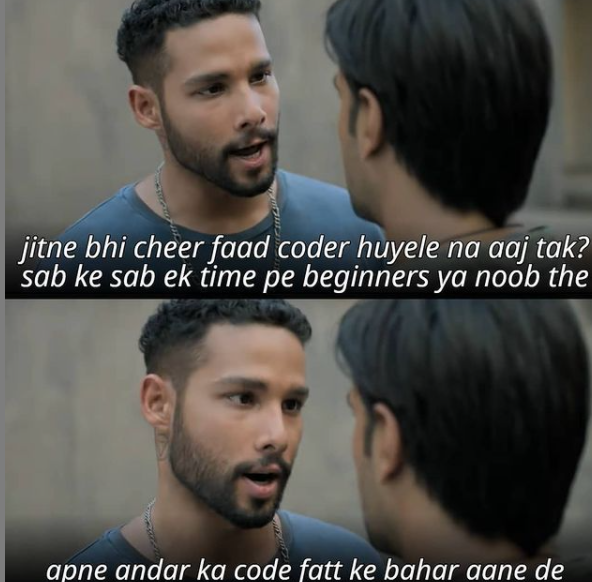 jitne bhi cheer faad coder huyele na aaj tak?
sab ke sab ek time pe beginners ya noob the
apne andar ka code fatt ke bahar aane de